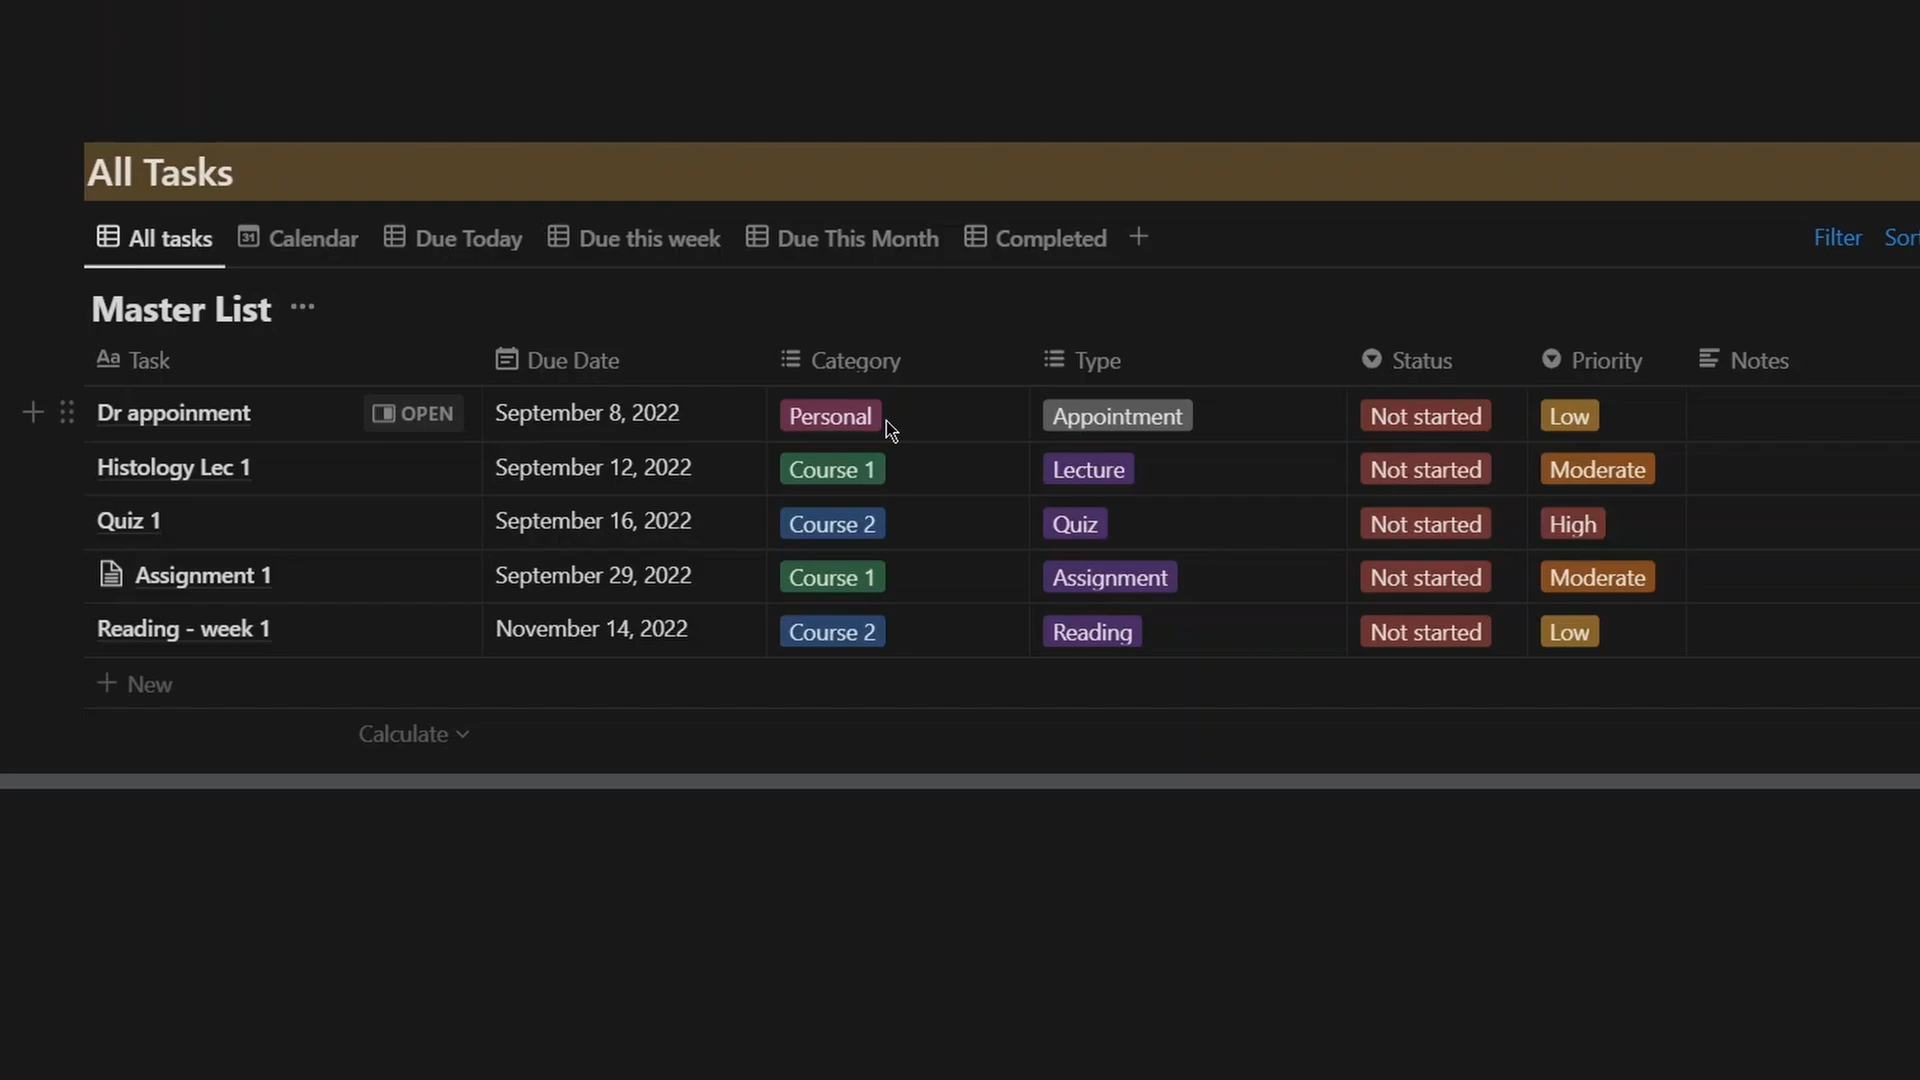 All Tasks
All tasks Calendar Due Today Due this week Due This Month Completed + Filter
Master List ...
Aa Task Due Date Category Type Status Priority Notes
Dr appoinment OPEN September 8, 2022 Personal Appointment Not started Low
Histology Lec 1 September 12, 2022 Course 1 Lecture Not started Moderate
Quiz 1 September 16, 2022 Course 2 Quiz Not started High
Assignment 1 September 29, 2022 Course 1 Assignment Not started Moderate
Reading - week 1 November 14, 2022 Course 2 Reading Not started Low
+ New
Calculate